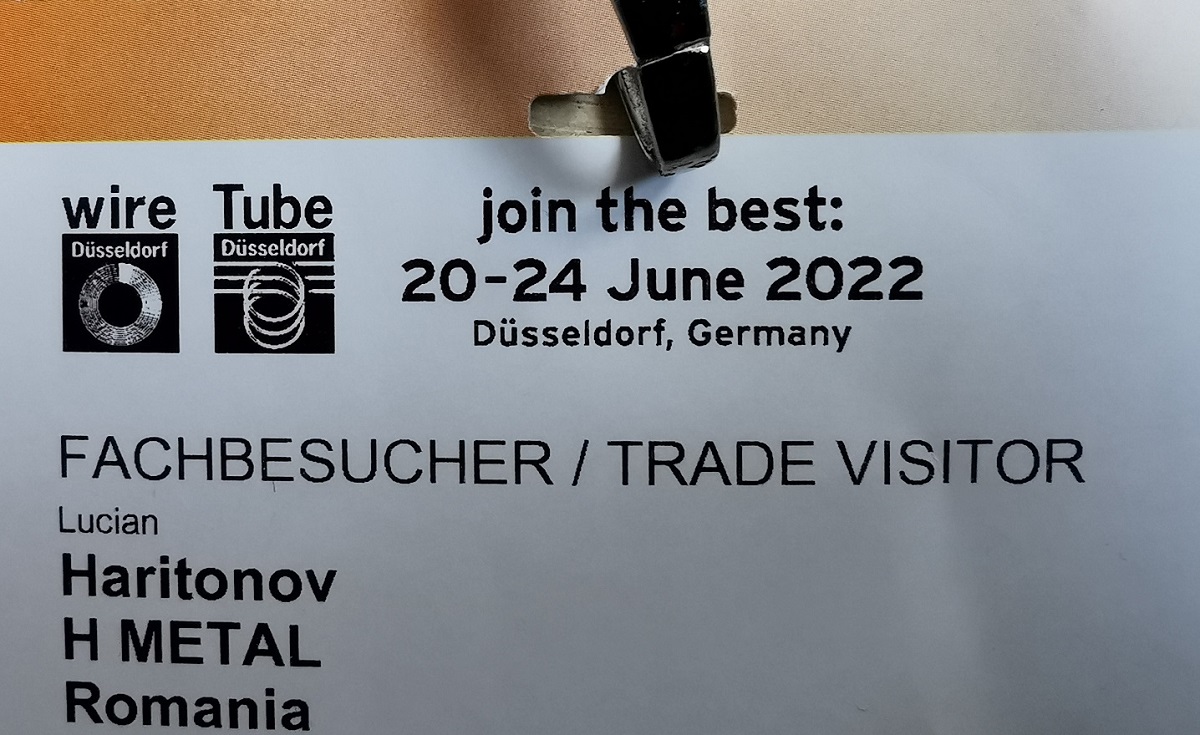 wire Tube
Düsseldorf Düsseldorf
join the best:
20-24 June 2022
Düsseldorf, Germany
FACHBESUCHER / TRADE VISITOR
Lucian
Haritonov
H METAL
Romania